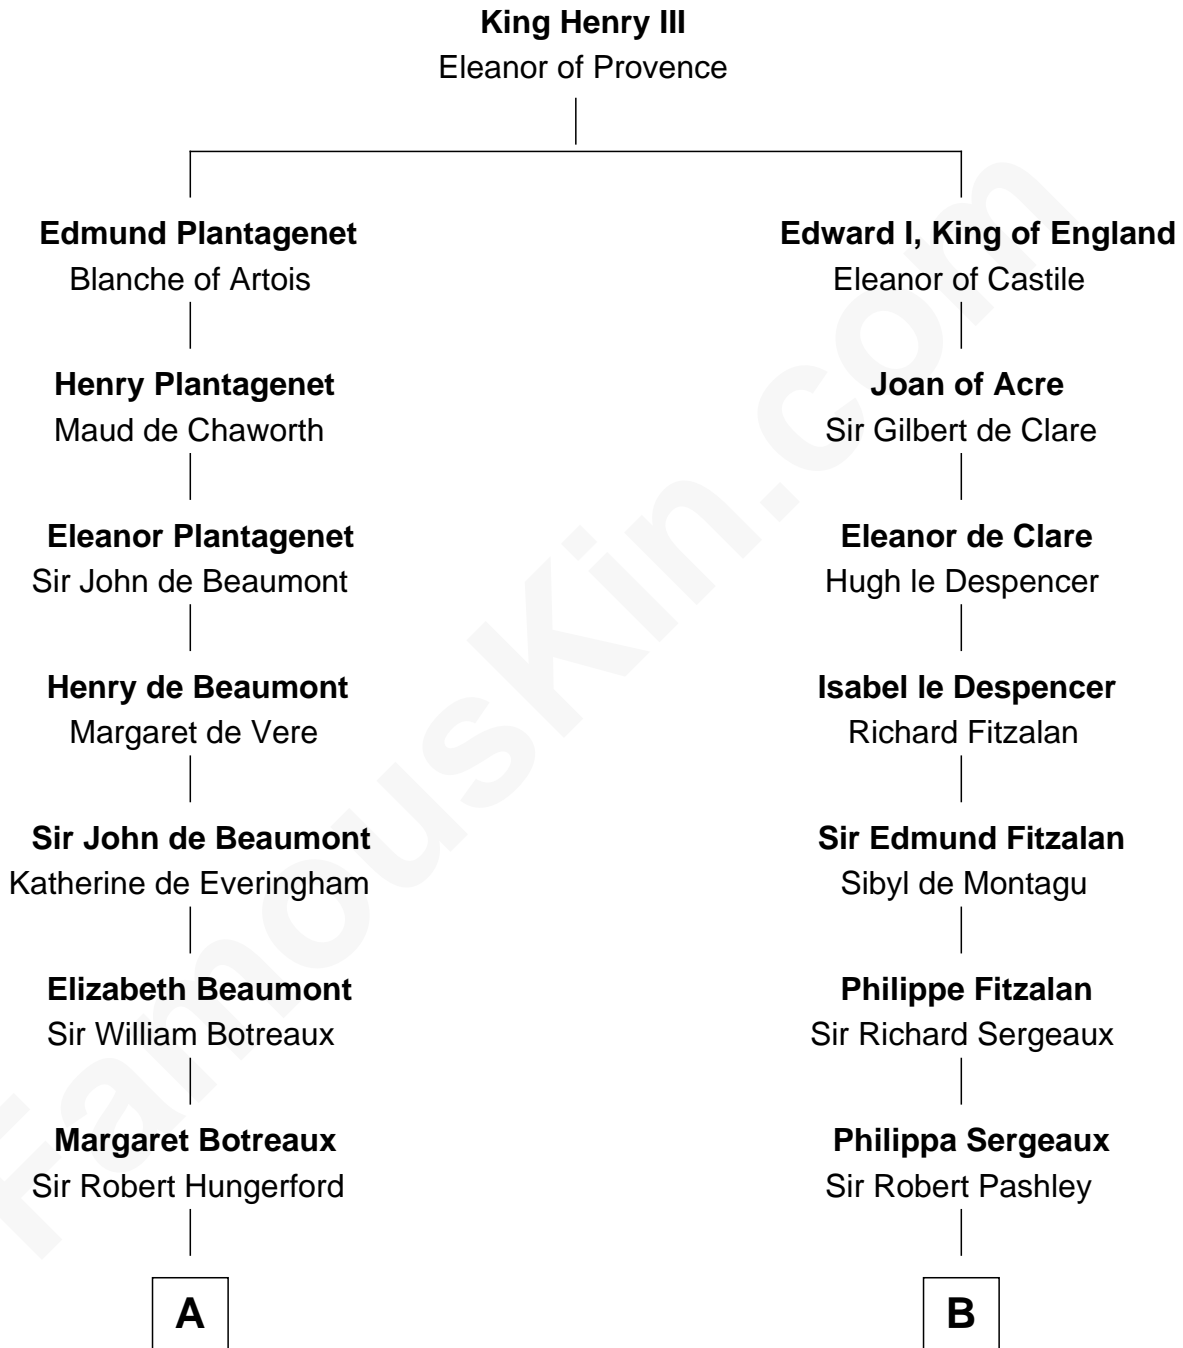 King Henry III
Eleanor of Provence
Edmund Plantagenet
Blanche of Artois
Edward I, King of England
Eleanor of Castile
Henry Plantagenet
Maud de Chaworth
Joan of Acre
Sir Gilbert de Clare
Eleanor Plantagenet
Sir John de Beaumont
Eleanor de Clare
Hugh le Despencer
Henry de Beaumont
Margaret de Vere
Isabel le Despencer
Richard Fitzalan
Sir John de Beaumont
Katherine de Everingham
Sir Edmund Fitzalan
Sibyl de Montagu
Elizabeth Beaumont
Sir William Botreaux
Philippe Fitzalan
Sir Richard Sergeaux
Margaret Botreaux
Sir Robert Hungerford
Philippa Sergeaux
Sir Robert Pashley
A
B
FamousKin.com